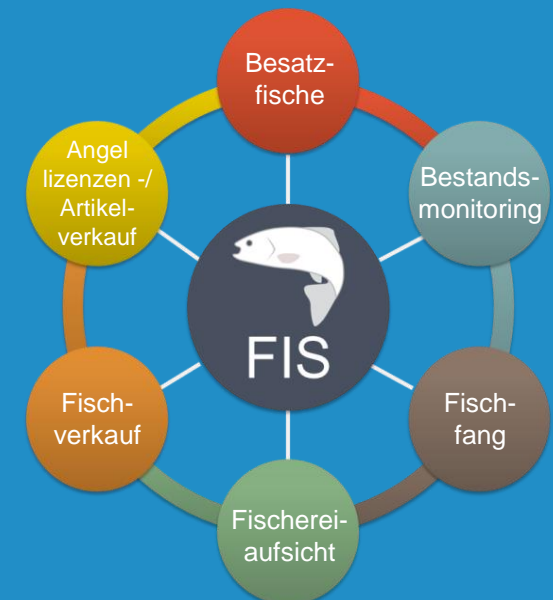 Besatz-
fische
Bestands-
monitoring
Fisch-
fang
Fischerei-
aufsicht
Fisch-
verkauf
Angel
lizenzen -/
Artikel-
verkauf
FIS